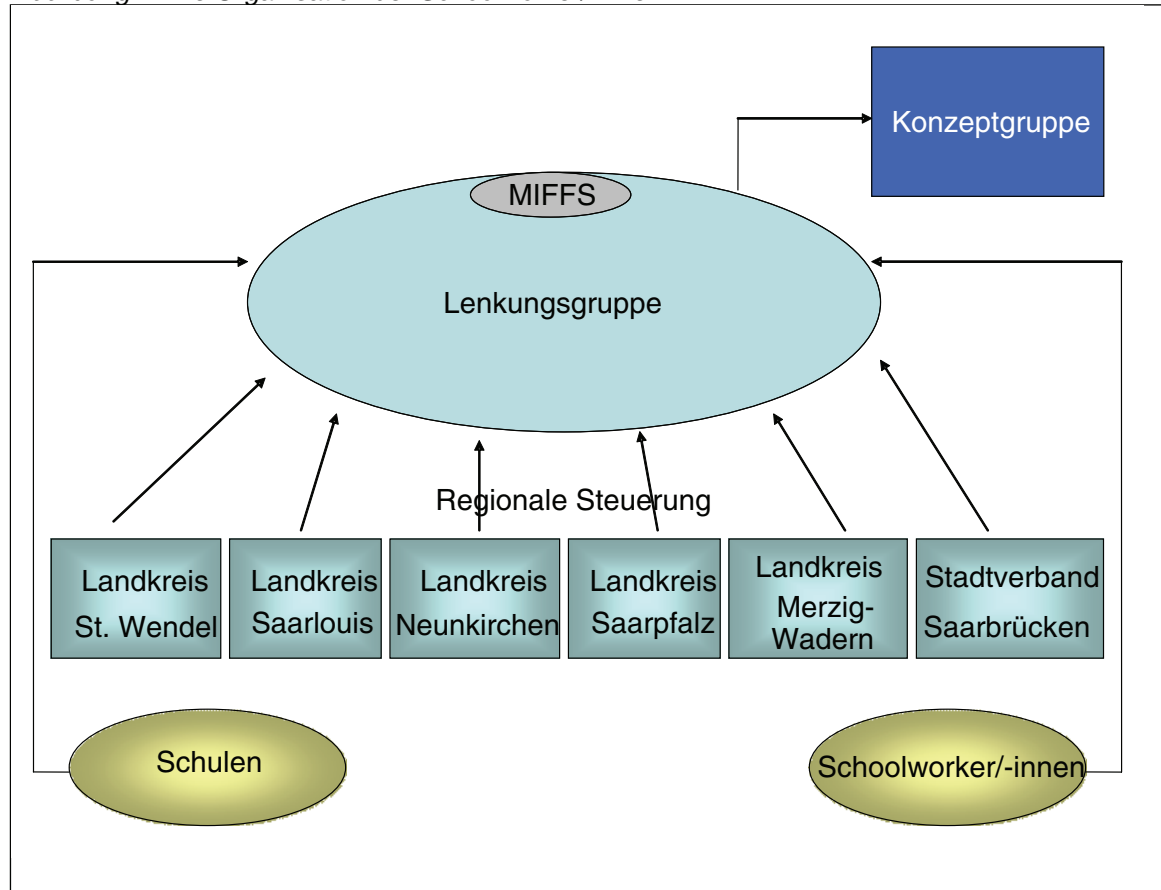 Konzeptgruppe
MIFFS
Lenkungsgruppe
Regionale Steuerung
Landkreis
St. Wendel
Landkreis
Saarlouis
Landkreis
Neunkirchen
Landkreis
Saarpfalz
Landkreis
Merzig-
Wadern
Stadtverband
Saarbrücken
Schulen
Schoolworker/-innen